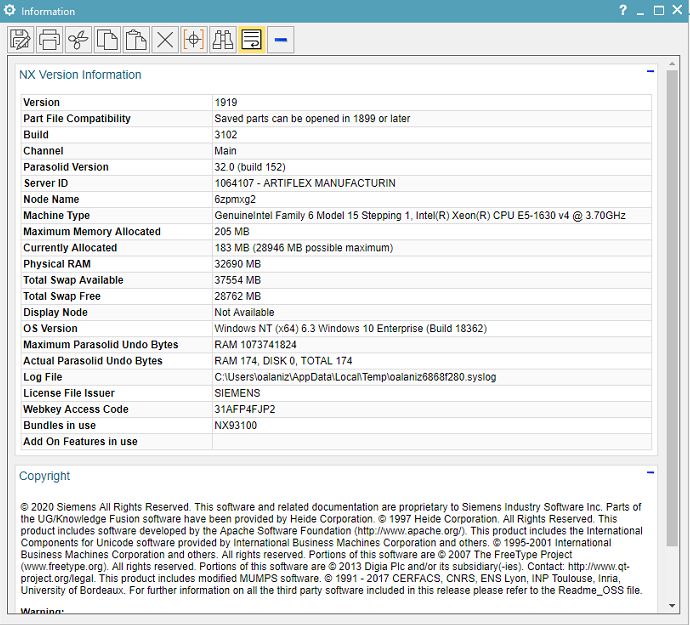 Information
NX Version Information
Version 1919
Part File Compatibility Saved parts can be opened in 1899 or later
Build 3102
Channel Main
Parasolid Version 32.0 (build 152)
Server ID 1064107 - ARTIFLEX MANUFACTURIN
Node Name 6zpmxg2
Machine Type GenuineIntel Family 6 Model 15 Stepping 1, Intel(R) Xeon(R) CPU E5-1630 v4 @ 3.70GHz
Maximum Memory Allocated 205 MB
Currently Allocated 183 MB (28946 MB possible maximum)
Physical RAM 32690 MB
Total Swap Available 37554 MB
Total Swap Free 28762 MB
Display Node Not Available
OS Version Windows NT (x64) 6.3 Windows 10 Enterprise (Build 18362)
Maximum Parasolid Undo Bytes RAM 1073741824
Actual Parasolid Undo Bytes RAM 174, DISK 0, TOTAL 174
Log File C:\Users\oalaniz\AppData\Local\Temp\oalaniz6868f280.syslog
License File Issuer SIEMENS
Webkey Access Code 31AFP4FJP2
Bundles in use NX93100
Add On Features in use
Copyright
© 2020 Siemens All Rights Reserved. This software and related documentation are proprietary to Siemens Industry Software Inc. Parts of
the UG/Knowledge Fusion software have been provided by Heide Corporation. © 1997 Heide Corporation. All Rights Reserved. This
product includes software developed by the Apache Software Foundation (http://www.apache.org/). This product includes the International
Components for Unicode software provided by International Business Machines Corporation and others. © 1995-2001 International
Business Machines Corporation and others. All rights reserved. Portions of this software are © 2007 The FreeType Project
(www.freetype.org). All rights reserved. Portions of this software are © 2013 Digia Plc and/or its subsidiary(-ies). Contact: http://www.qt-
project.org/legal. This product includes modified MUMPS software. © 1991 - 2017 CERFACS, CNRS, ENS Lyon, INP Toulouse, Inria,
University of Bordeaux. For further information on all the third party software included in this release please refer to the Readme_OSS file.
Warning: